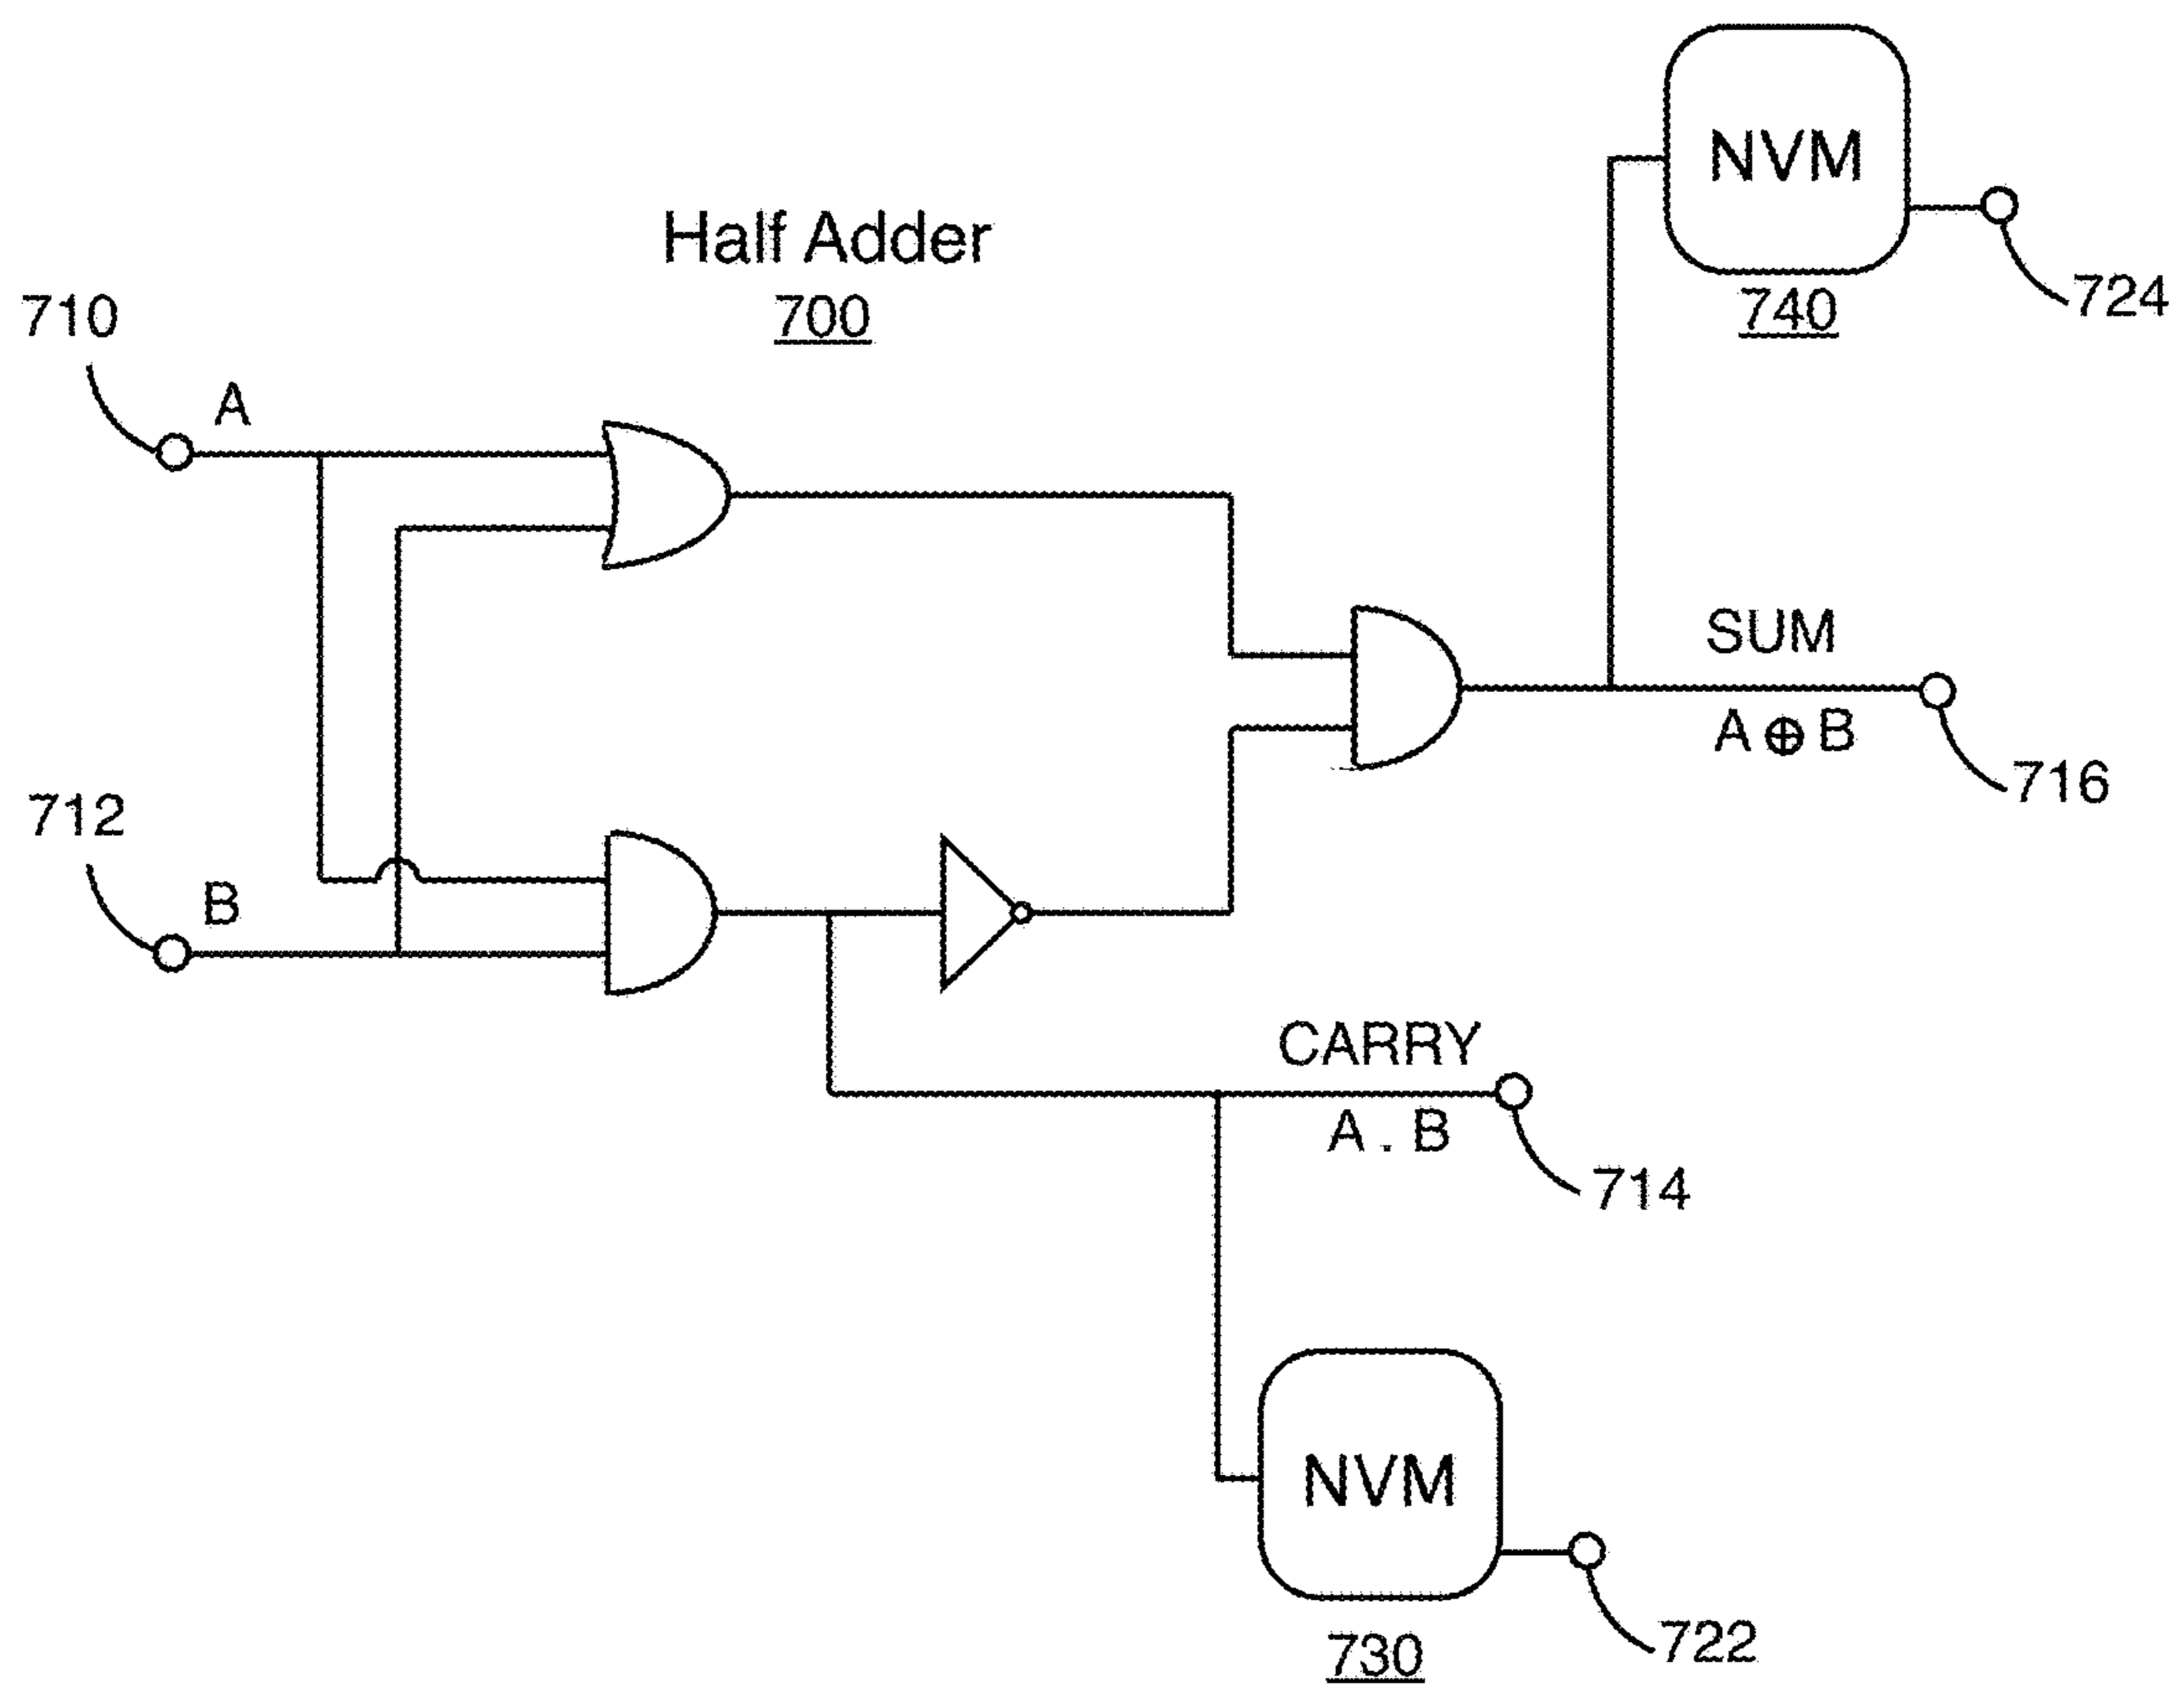 NVM
740
724
Half Adder
700
710
A
SUM
A ⊕ B
716
712
B
CARRY
A . B
714
NVM
730
722